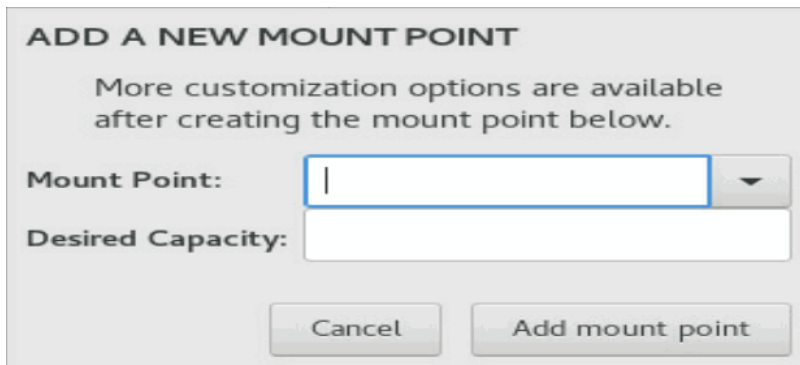 ADD A NEW MOUNT POINT
More customization options are available
after creating the mount point below.
Mount Point:
Desired Capacity:
Cancel
Add mount point